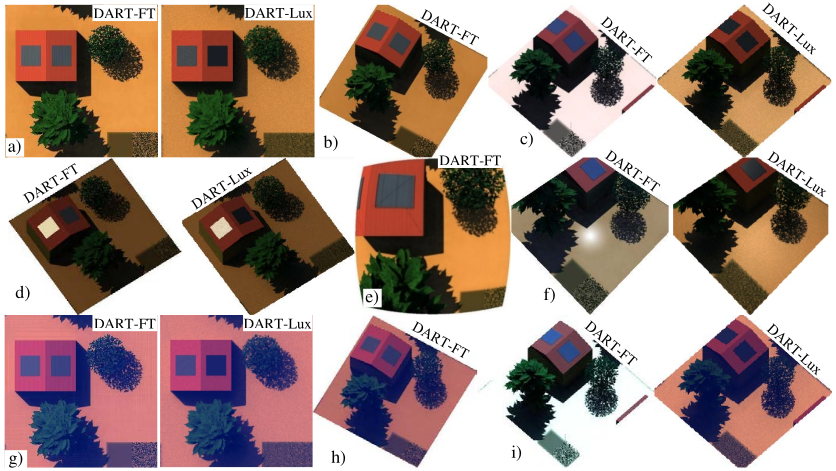 DART-FT
DART-Lux
a)
DART-FT
b)
DART-FT
DART-Lux
c)
DART-FT
DART-Lux
d)
DART-FT
e)
DART-FT
DART-Lux
f)
DART-FT
DART-Lux
g)
DART-FT
h)
DART-FT
DART-Lux
i)